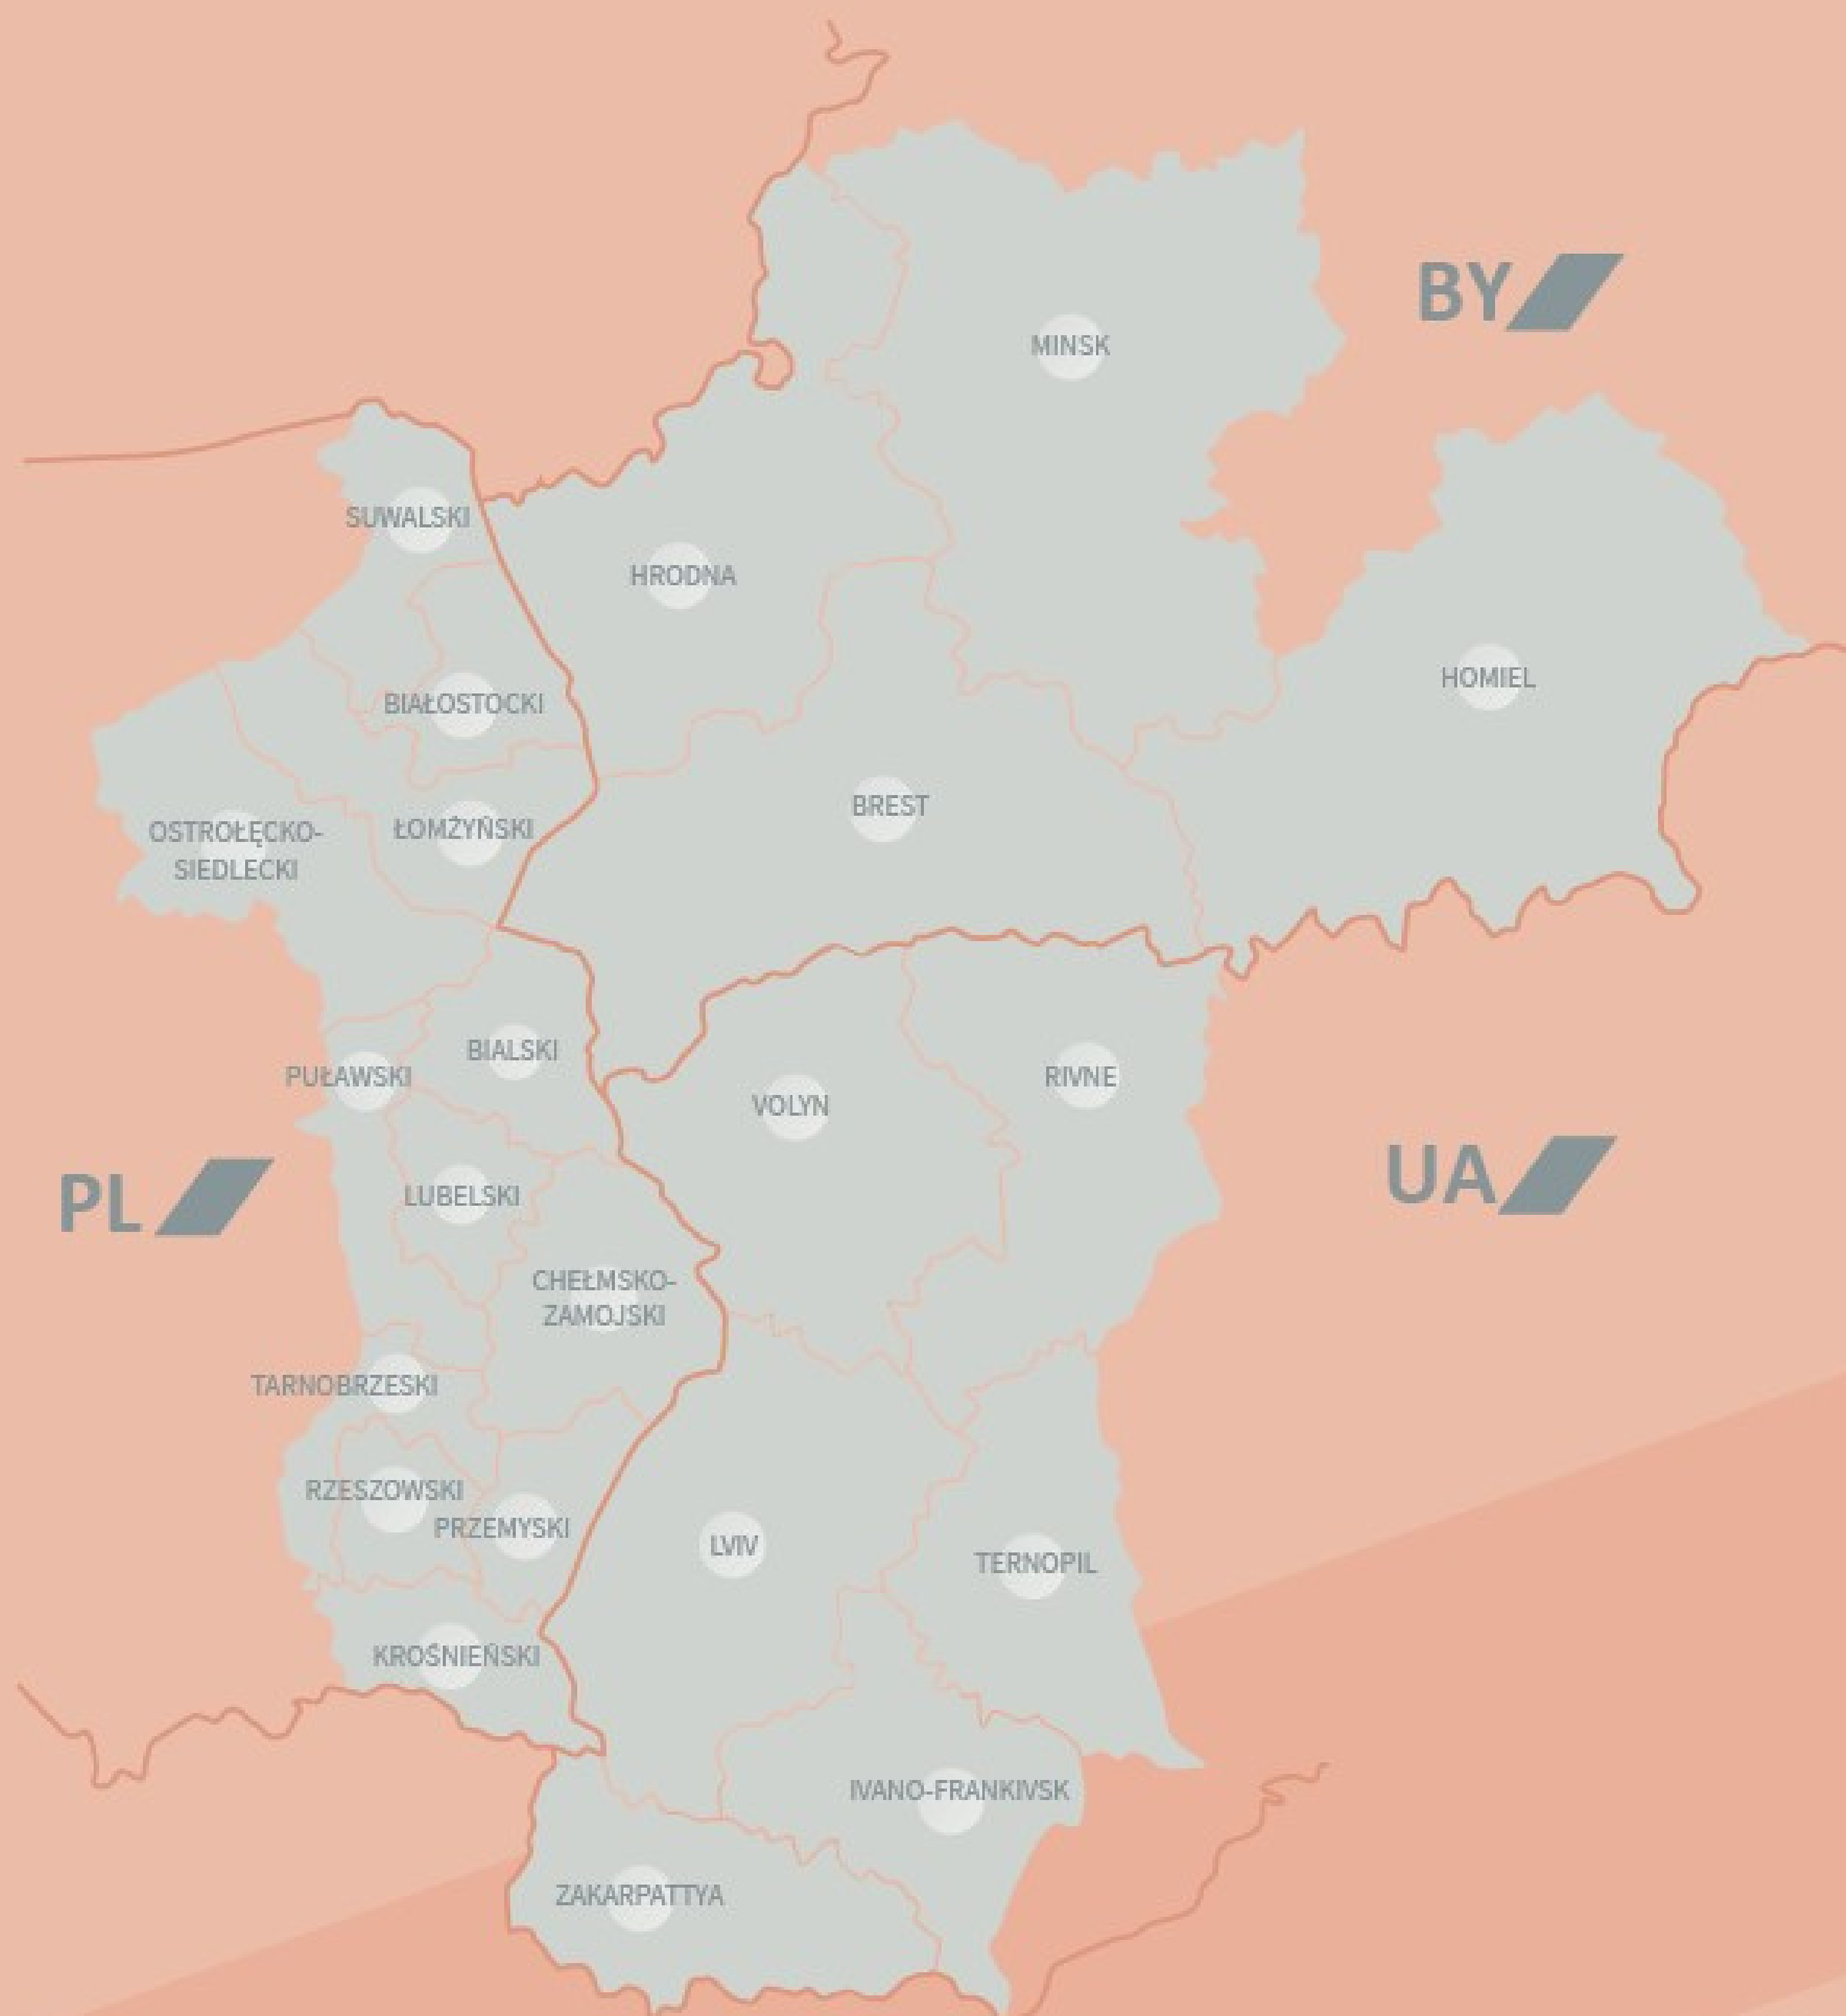 BY
MINSK
SUWALSKI
HRODNA
HOMIEL
BIAŁOSTOCKI
BREST
ŁOMŻYŃSKI
OSTROŁĘCKO-
SIEDLECKI
BIALSKI
PUŁAWSKI
RIVNE
VOLYN
UA
PL
LUBELSKI
CHEŁMSKO-
ZAMOJSKI
TARNOBRZESKI
RZESZOWSKI
PRZEMYSKI
LVIV
TERNOPIL
KROŚNIEŃSKI
IVANO-FRANKIVSK
ZAKARPATTYA